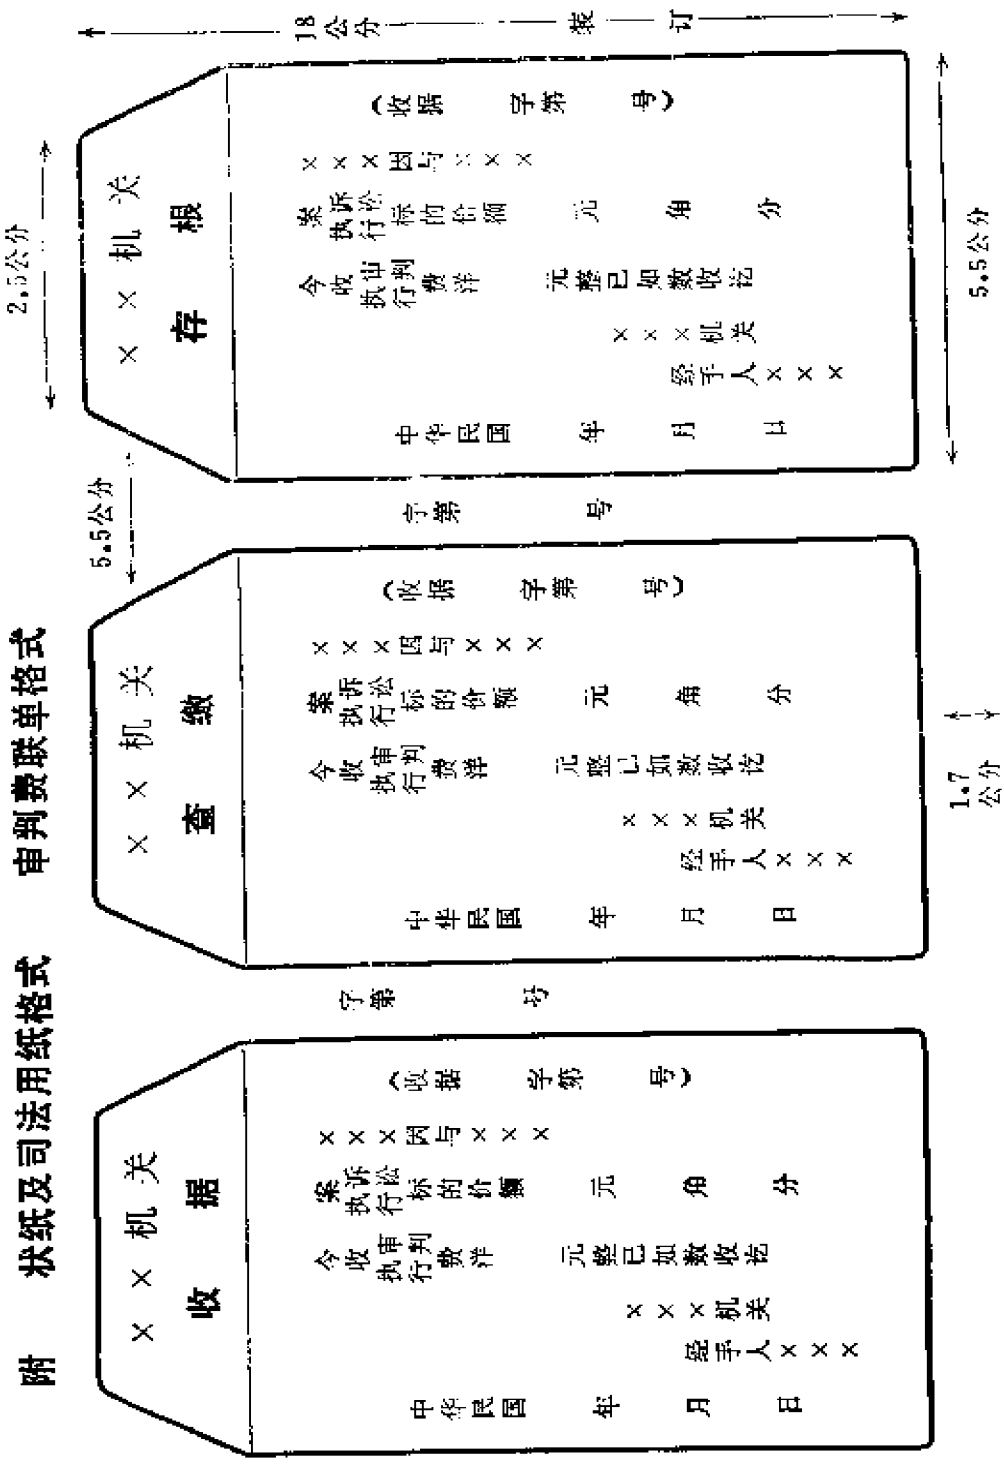 附 状纸及司法用纸格式 审判费联单格式
××机关
收 据
（收据 字第 号）
×××因与×××
案诉讼执行标的价额 元 角 分
今收审判执行费洋 元整已如数收讫
×××机关
经手人×××
中华民国 年 月 日
字第 号
××机关
查 缴
（收据 字第 号）
×××因与×××
案诉讼执行标的价额 元 角 分
今收审判执行费洋 元整已如数收讫
×××机关
经手人×××
中华民国 年 月 日
1.7公分
字第 号
5.5公分
2.5公分
××机关
存 根
（收据 字第 号）
×××因与×××
案诉讼执行标的价额 元 角 分
今收审判执行费洋 元整已如数收讫
×××机关
经手人×××
中华民国 年 月 日
5.5公分
18公分 装 订